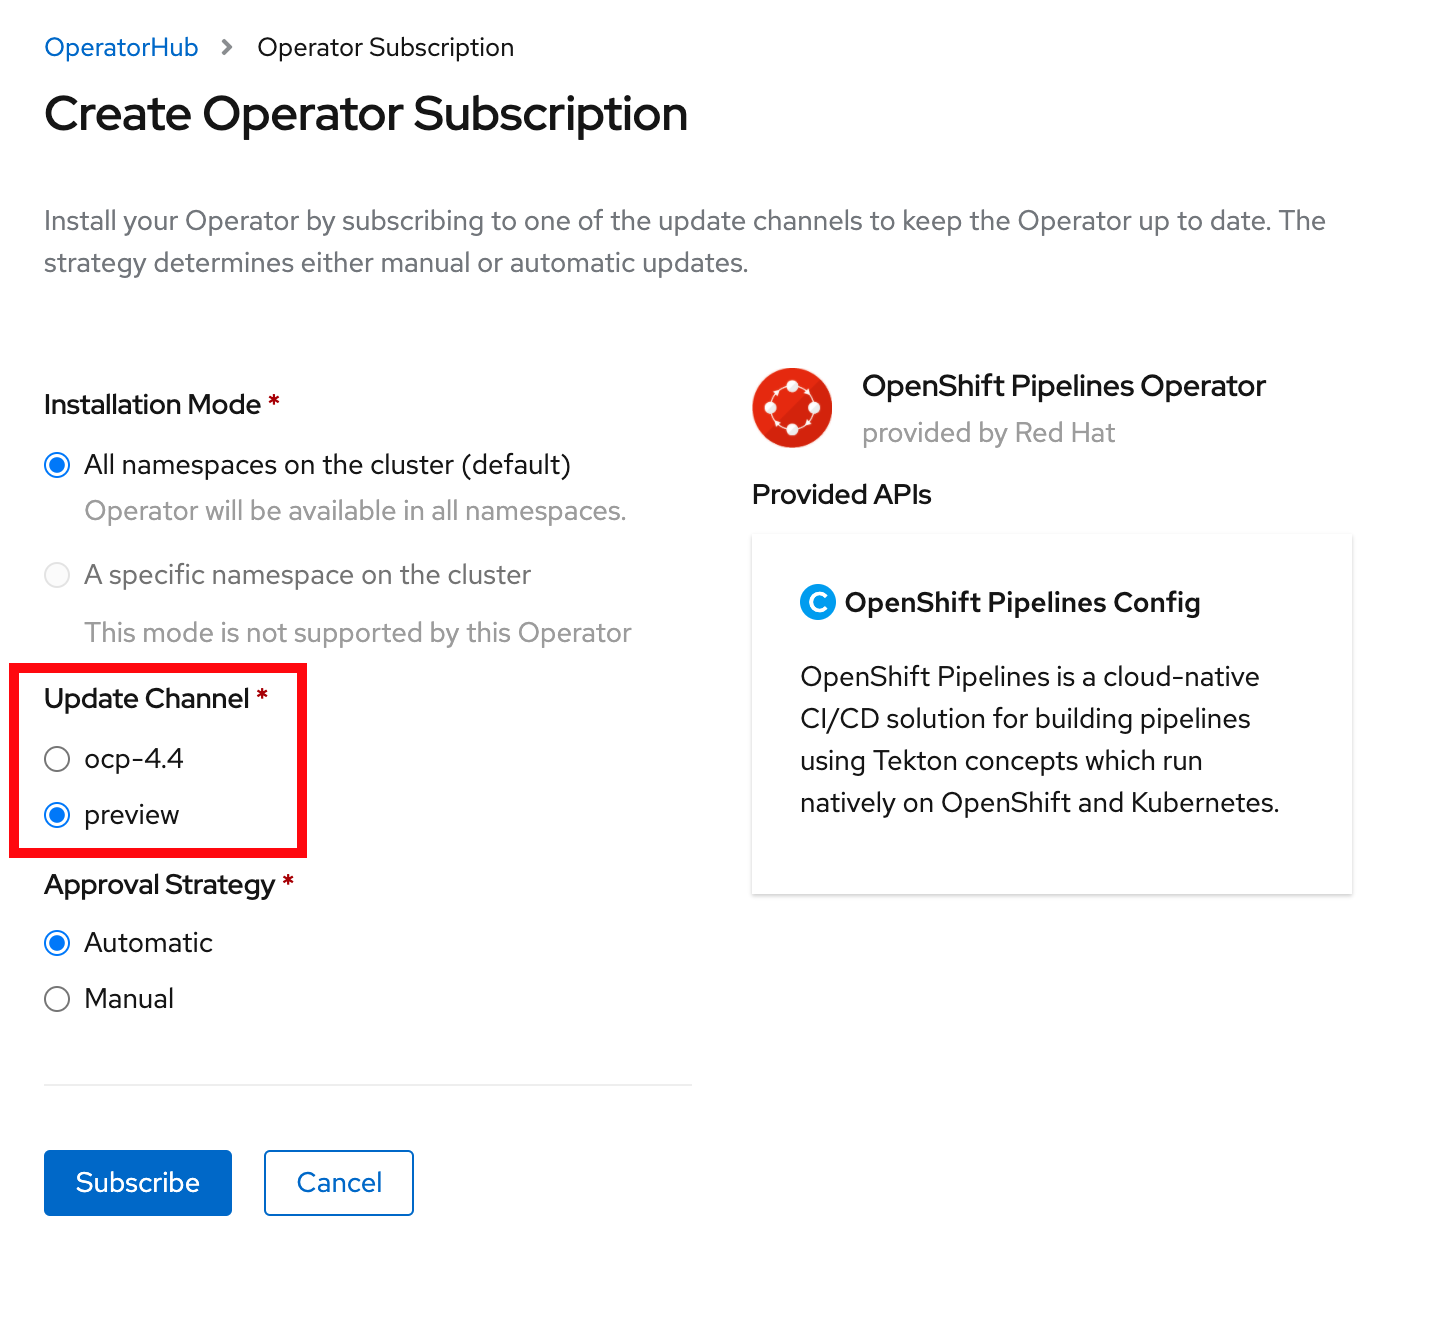 OperatorHub > Operator Subscription
Create Operator Subscription
Install your Operator by subscribing to one of the update channels to keep the Operator up to date. The
strategy determines either manual or automatic updates.
Installation Mode *
All namespaces on the cluster (default)
Operator will be available in all namespaces.
A specific namespace on the cluster
This mode is not supported by this Operator
Update Channel *
ocp-4.4
preview
Approval Strategy *
Automatic
Manual
Subscribe
Cancel
OpenShift Pipelines Operator
provided by Red Hat
Provided APIs
C OpenShift Pipelines Config
OpenShift Pipelines is a cloud-native
CI/CD solution for building pipelines
using Tekton concepts which run
natively on OpenShift and Kubernetes.